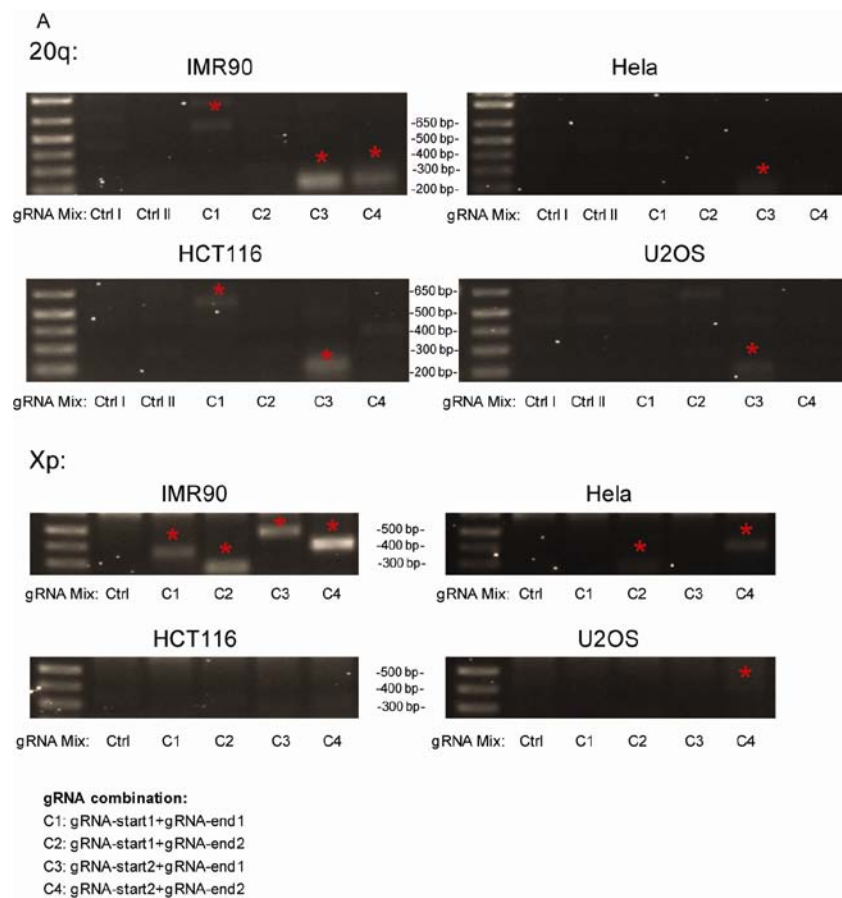 A
20q:
IMR90 Hela
-650 bp-
-500 bp-
-400 bp-
-300 bp-
-200 bp-
gRNA Mix: Ctrl I Ctrl II C1 C2 C3 C4 gRNA Mix: Ctrl I Ctrl II C1 C2 C3 C4
HCT116 U2OS
-650 bp-
-500 bp-
-400 bp-
-300 bp-
-200 bp-
gRNA Mix: Ctrl I Ctrl II C1 C2 C3 C4 gRNA Mix: Ctrl I Ctrl II C1 C2 C3 C4
Xp:
IMR90 Hela
-500 bp-
-400 bp-
-300 bp-
gRNA Mix: Ctrl C1 C2 C3 C4 gRNA Mix: Ctrl C1 C2 C3 C4
HCT116 U2OS
-500 bp-
-400 bp-
-300 bp-
gRNA Mix: Ctrl C1 C2 C3 C4 gRNA Mix: Ctrl C1 C2 C3 C4
gRNA combination:
C1: gRNA-start1+gRNA-end1
C2: gRNA-start1+gRNA-end2
C3: gRNA-start2+gRNA-end1
C4: gRNA-start2+gRNA-end2